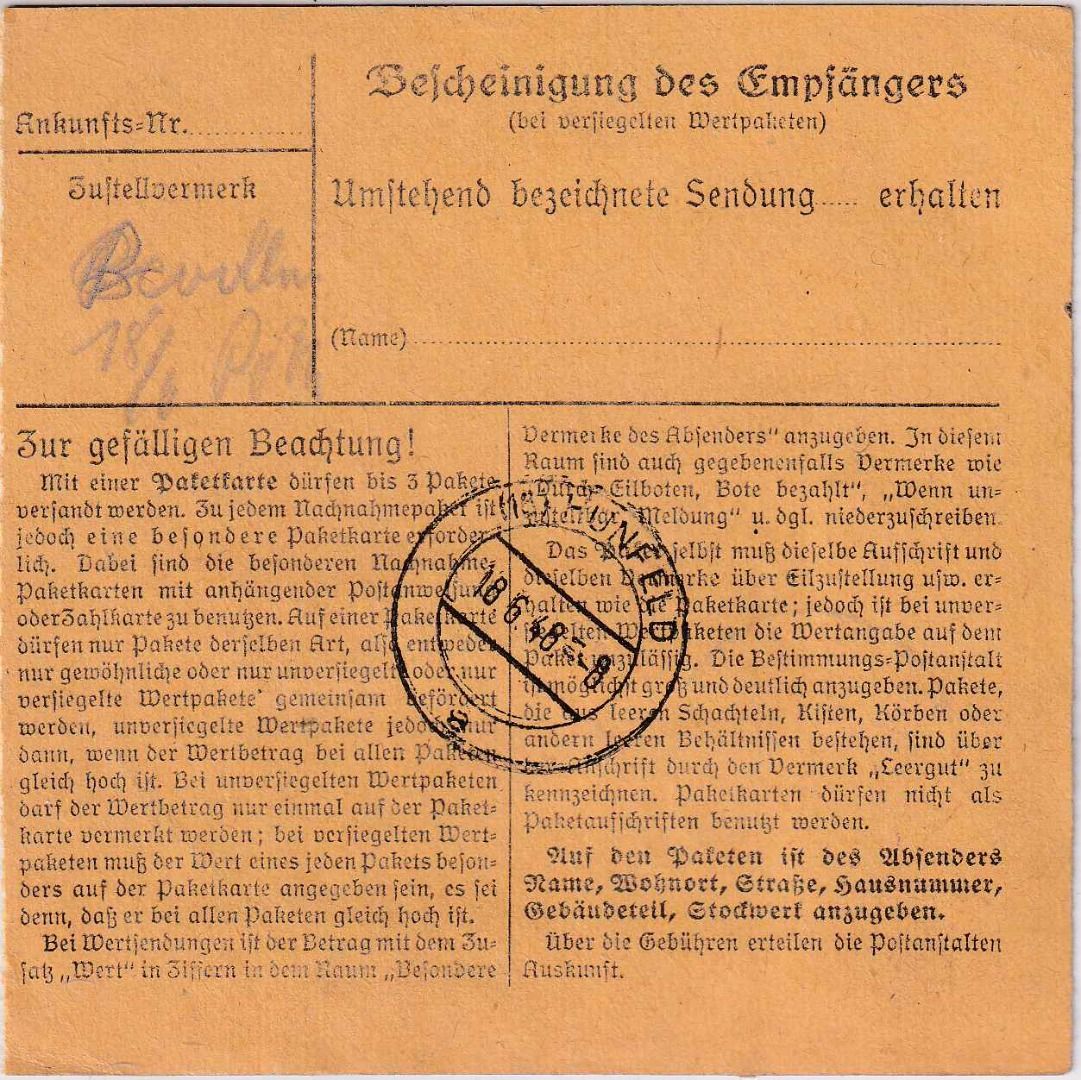 Ankunfts-Nr.
Zustellvermerk
18/6
Bescheinigung des Empfängers
(bei versiegelten Wertpaketen)
Umstehend bezeichnete Sendung..... erhalten
(Name)
Zur gefälligen Beachtung!
Mit einer Paketkarte dürfen bis 3 Pakete
versandt werden. Zu jedem Nachnahmepaket ist
jedoch eine besondere Paketkarte erforder-
lich. Dabei sind die besonderen Nachnahme-
Paketkarten mit anhängender Postanweisung
oder Zahlkarte zu benutzen. Auf einer Paketkarte
dürfen nur Pakete derselben Art, also entweder
nur gewöhnliche oder nur unversiegelte oder nur
versiegelte Wertpakete gemeinsam befördert
werden, unversiegelte Wertpakete jedoch nur
dann, wenn der Wertbetrag bei allen Paketen
gleich hoch ist. Bei unversiegelten Wertpaketen
darf der Wertbetrag nur einmal auf der Paket-
karte vermerkt werden; bei versiegelten Wert-
paketen muß der Wert eines jeden Pakets beson-
ders auf der Paketkarte angegeben sein, es sei
denn, daß er bei allen Paketen gleich hoch ist.
Bei Wertsendungen ist der Betrag mit dem Zu-
satz „Wert" in Ziffern in dem Raum „Besondere
Vermerke des Absenders" anzugeben. In diesem
Raum sind auch gegebenenfalls Vermerke wie
„Durch Eilboten, Bote bezahlt", „Wenn un-
Meldung" u. dgl. niederzuschreiben.
Das Paket selbst muß dieselbe Aufschrift und
dieselben Vermerke über Eilzustellung usw. er-
halten wie die Paketkarte; jedoch ist bei unver-
siegelten Wertpaketen die Wertangabe auf dem
Paket unzulässig. Die Bestimmungs-Postanstalt
ist möglichst groß und deutlich anzugeben. Pakete,
die aus leeren Schachteln, Kisten, Körben oder
andern leeren Behältnissen bestehen, sind über
der Anschrift durch den Vermerk „Leergut" zu
kennzeichnen. Paketkarten dürfen nicht als
Paketaufschriften benutzt werden.
Auf den Paketen ist des Absenders
Name, Wohnort, Straße, Hausnummer,
Gebäudeteil, Stockwerk anzugeben.
Über die Gebühren erteilen die Postanstalten
Auskunft.
(16) HÜNFELD
18.6.48.-8
a